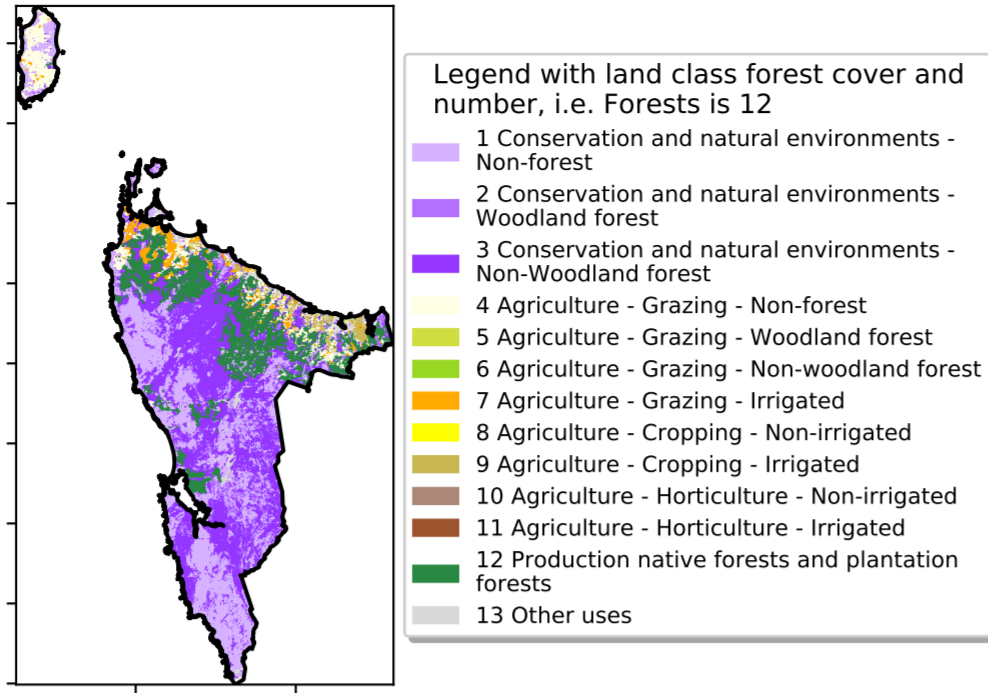 Legend with land class forest cover and
number, i.e. Forests is 12
1 Conservation and natural environments -
Non-forest
2 Conservation and natural environments -
Woodland forest
3 Conservation and natural environments -
Non-Woodland forest
4 Agriculture - Grazing - Non-forest
5 Agriculture - Grazing - Woodland forest
6 Agriculture - Grazing - Non-woodland forest
7 Agriculture - Grazing - Irrigated
8 Agriculture - Cropping - Non-irrigated
9 Agriculture - Cropping - Irrigated
10 Agriculture - Horticulture - Non-irrigated
11 Agriculture - Horticulture - Irrigated
12 Production native forests and plantation
forests
13 Other uses